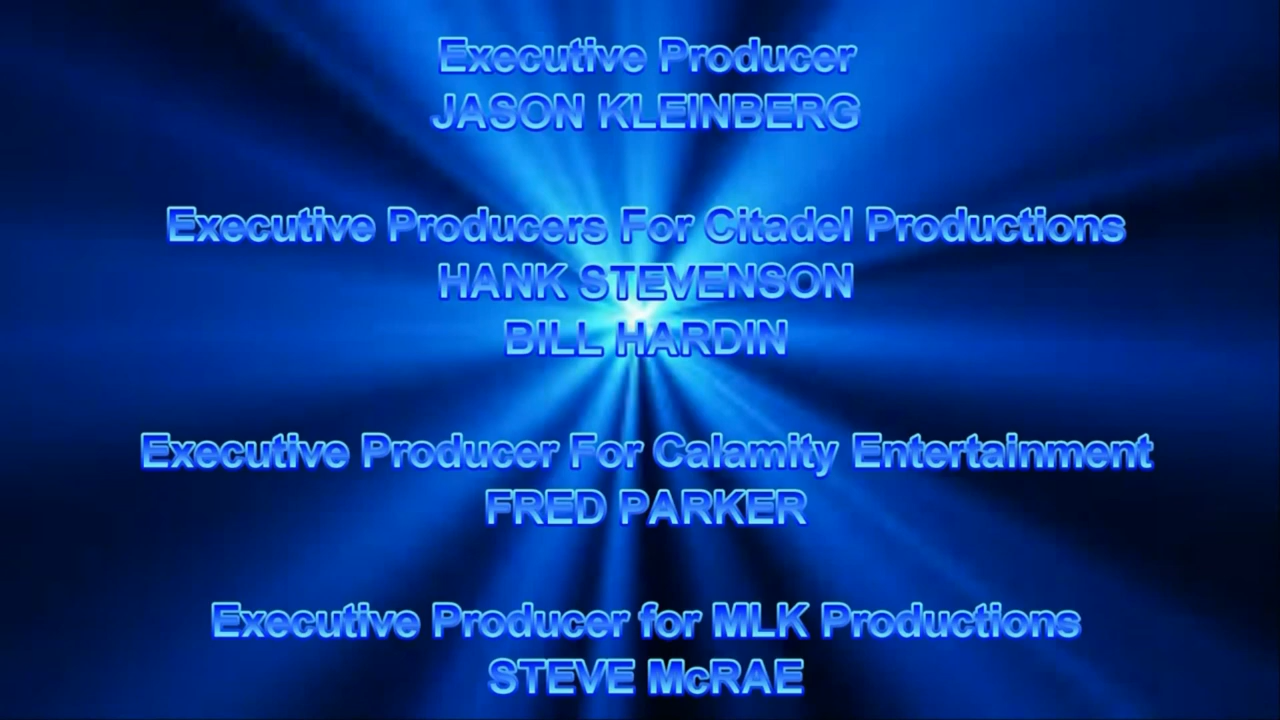 Executive Producer
JASON KLEINBERG
Executive Producers For Citadel Productions
HANK STEVENSON
BILL HARDIN
Executive Producer For Calamity Entertainment
FRED PARKER
Executive Producer for MLK Productions
STEVE McRAE